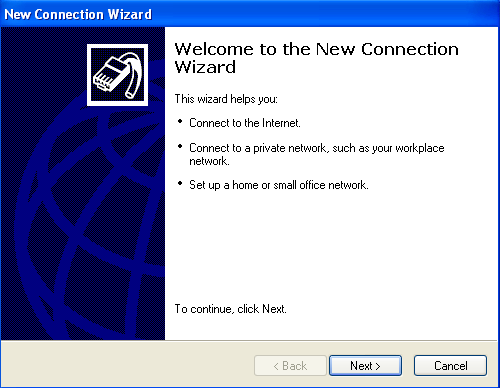 New Connection Wizard
Welcome to the New Connection
Wizard
This wizard helps you:
• Connect to the Internet.
• Connect to a private network, such as your workplace
network.
• Set up a home or small office network.
To continue, click Next.
< Back
Next >
Cancel